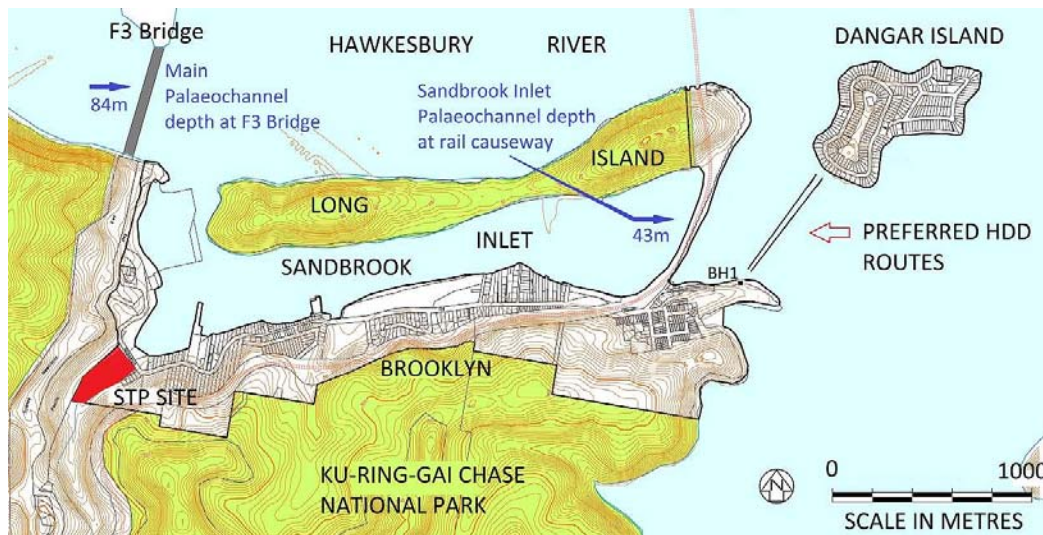 F3 Bridge
HAWKESBURY RIVER
DANGAR ISLAND
Main
Palaeochannel
depth at F3 Bridge
84m
Sandbrook Inlet
Palaeochannel depth
at rail causeway
ISLAND
LONG
43m
INLET
PREFERRED HDD
ROUTES
SANDBROOK
BH1
BROOKLYN
STP SITE
KU-RING-GAI CHASE
NATIONAL PARK
N
0 1000
SCALE IN METRES